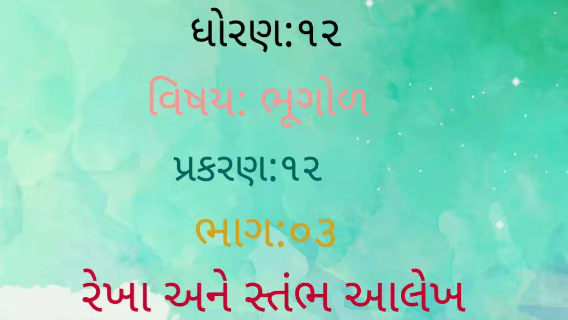 ધોરણ:૧૨
વિષય: ભૂગોળ
પ્રકરણ:૧૨
ભાગ:૦૩
રેખા અને સ્તંભ આલેખ